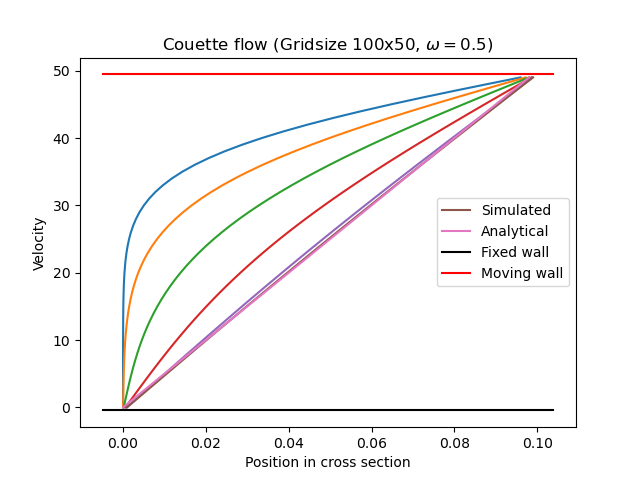 Couette flow (Gridsize 100x50, ω = 0.5)
50
40
30
20
10
0
Velocity
Simulated
Analytical
Fixed wall
Moving wall
0.00 0.02 0.04 0.06 0.08 0.10
Position in cross section